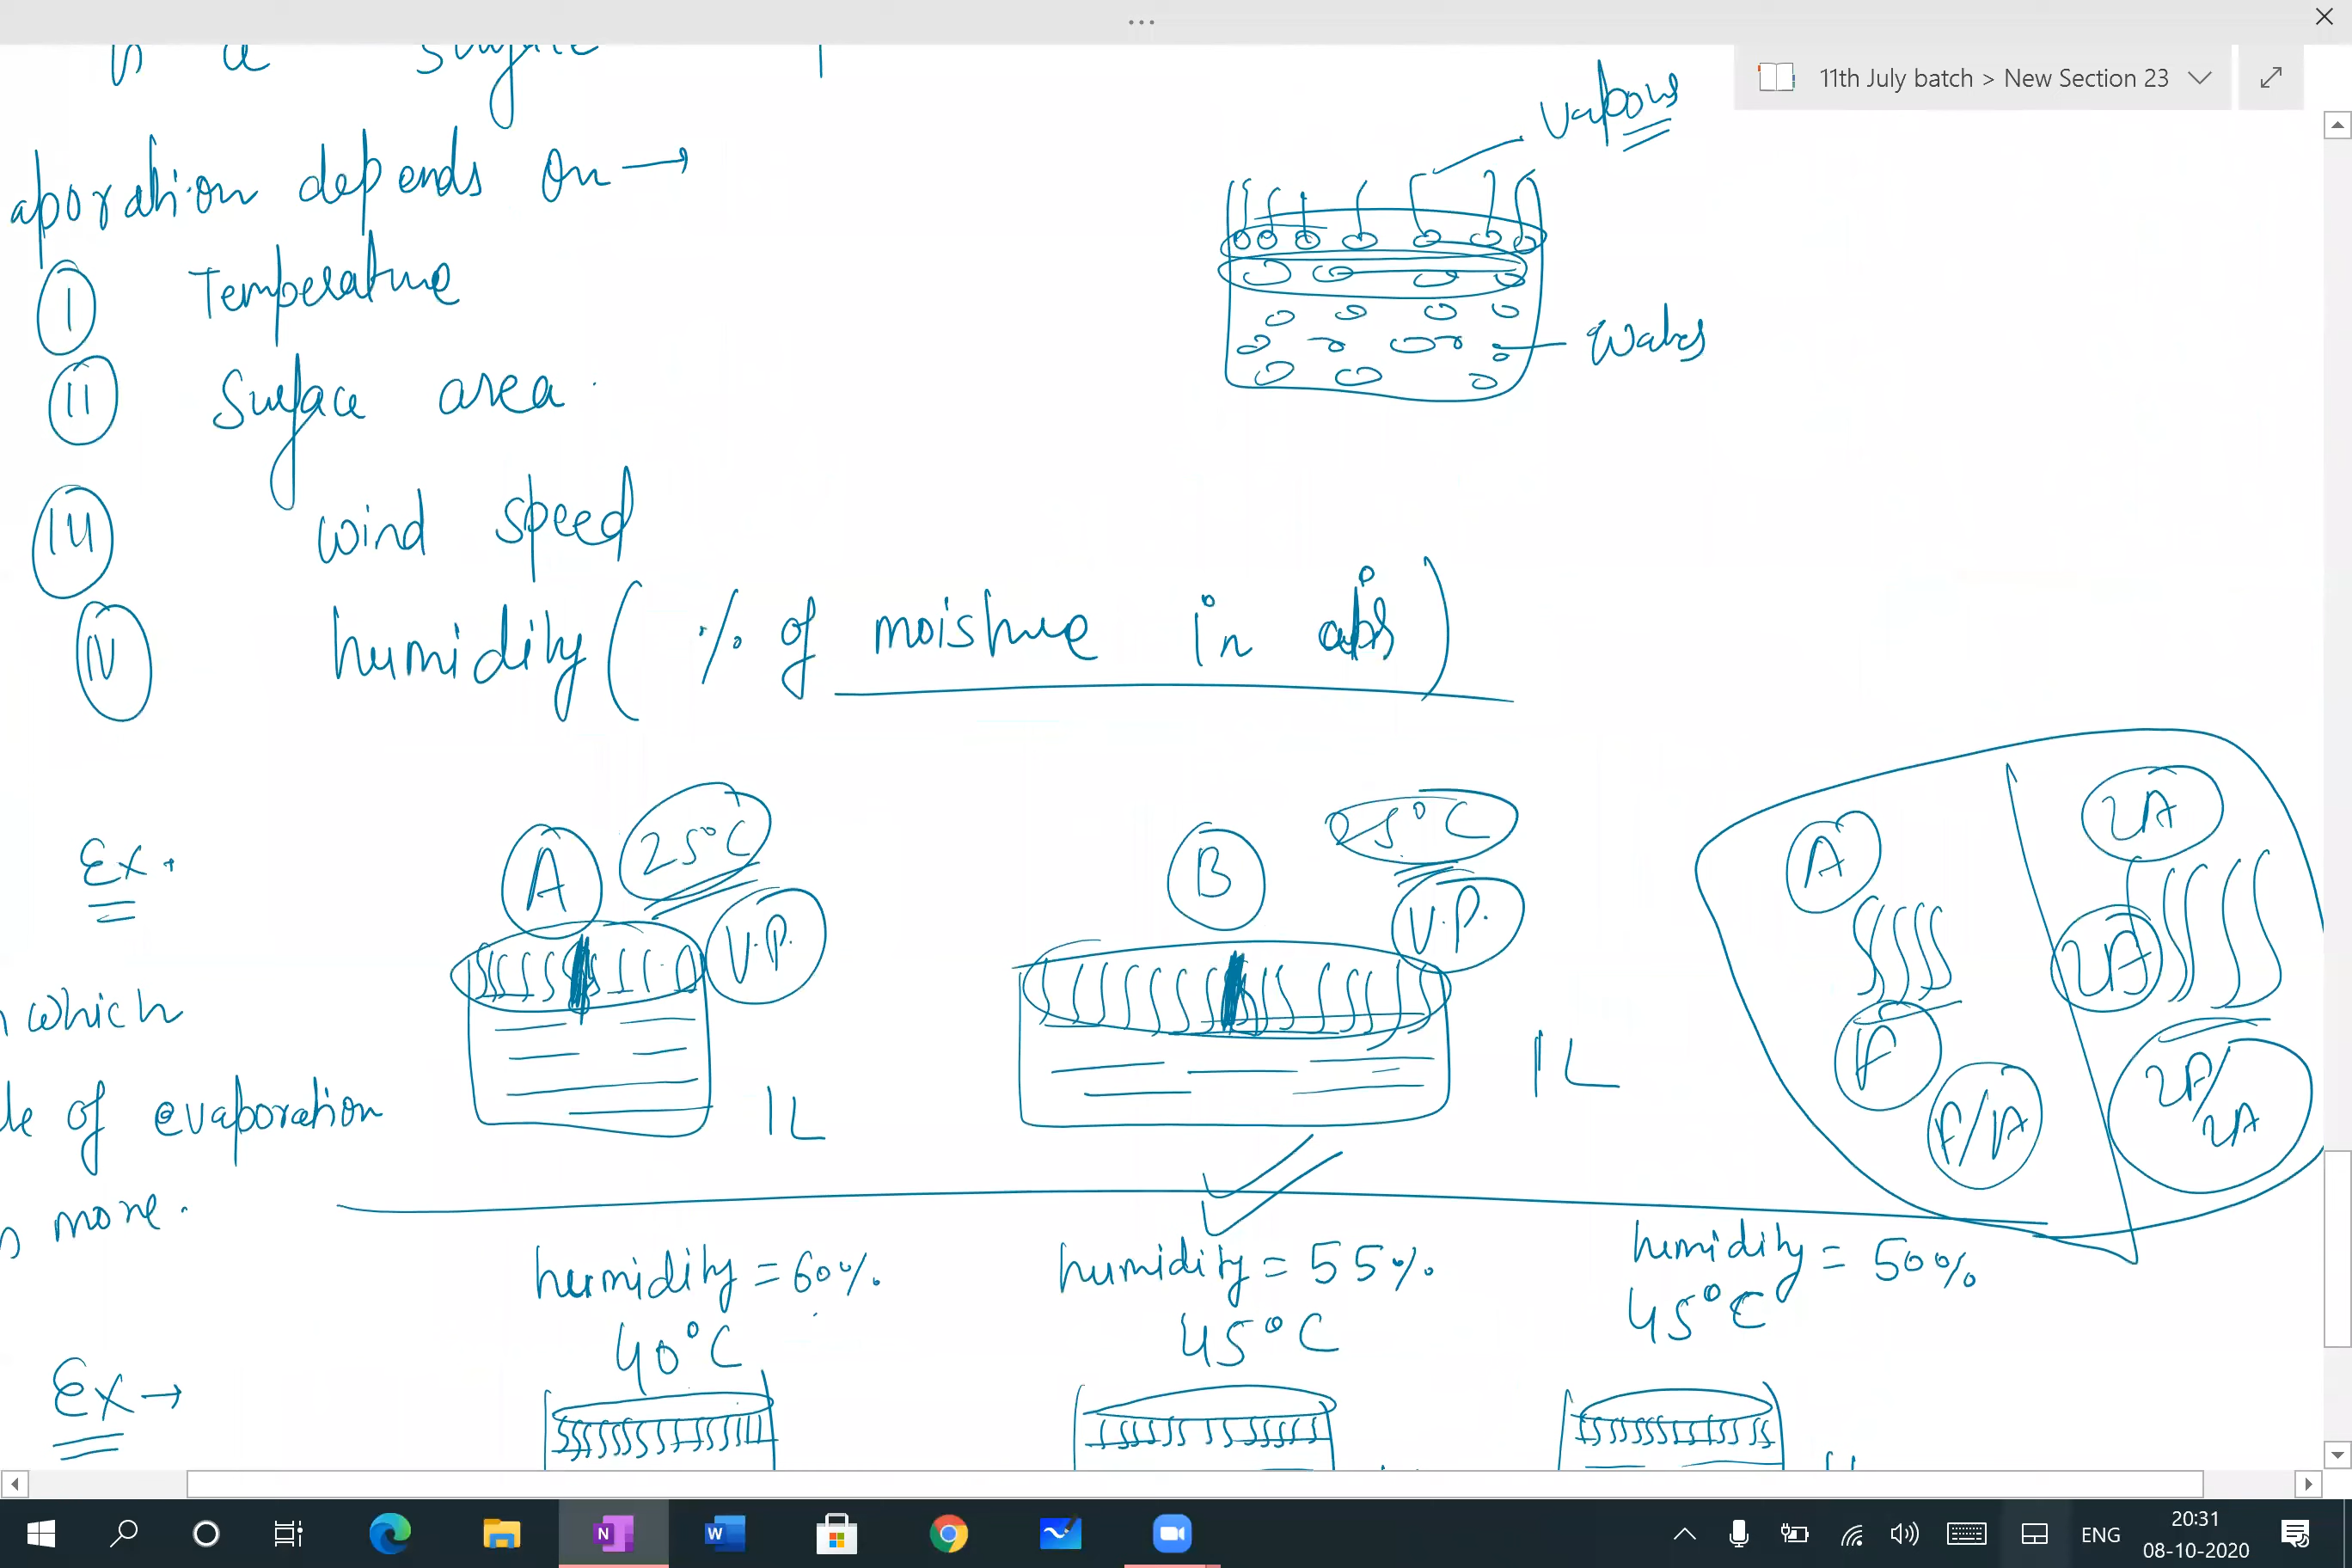 11th July batch > New Section 23
vapours
aporation depends on →
I Temperature
II Surface area.
water
III wind speed
IV humidity ( % of moisture in air )
Ex →
A 25°C V.P.
B 25°C V.P.
A 2A
2F
F
F/A 2F/2A
which
of evaporation
more.
1L
1L
humidity = 60%.
40°C
humidity = 55%.
45°C
humidity = 50%.
45°C
Ex →
ENG
20:31
08-10-2020